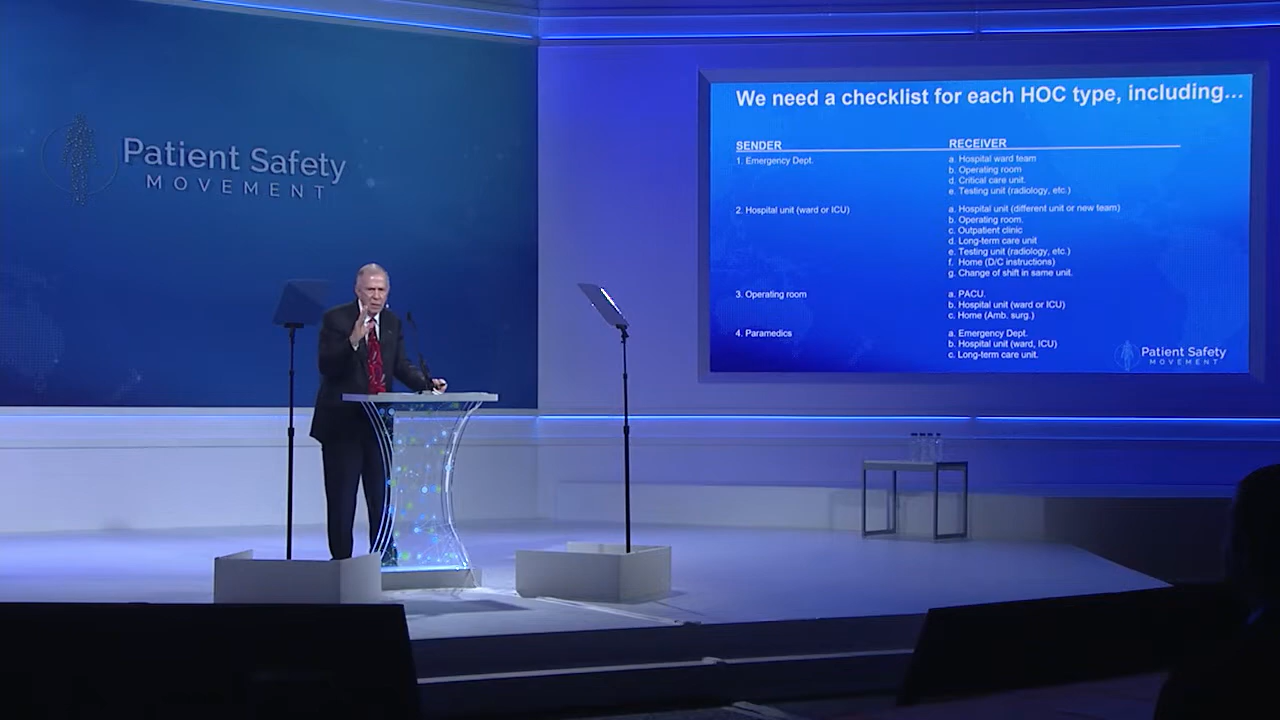 Patient Safety
MOVEMENT
We need a checklist for each HOC type, including...
SENDER RECEIVER
1. Emergency Dept. a. Hospital ward team
b. Operating room
d. Critical care unit.
e. Testing unit (radiology, etc.)
2. Hospital unit (ward or ICU) a. Hospital unit (different unit or new team)
b. Operating room.
c. Outpatient clinic
d. Long-term care unit
e. Testing unit (radiology, etc.)
f. Home (D/C instructions)
g. Change of shift in same unit.
3. Operating room a. PACU.
b. Hospital unit (ward or ICU)
c. Home (Amb. surg.)
4. Paramedics a. Emergency Dept.
b. Hospital unit (ward, ICU)
c. Long-term care unit.
Patient Safety
MOVEMENT